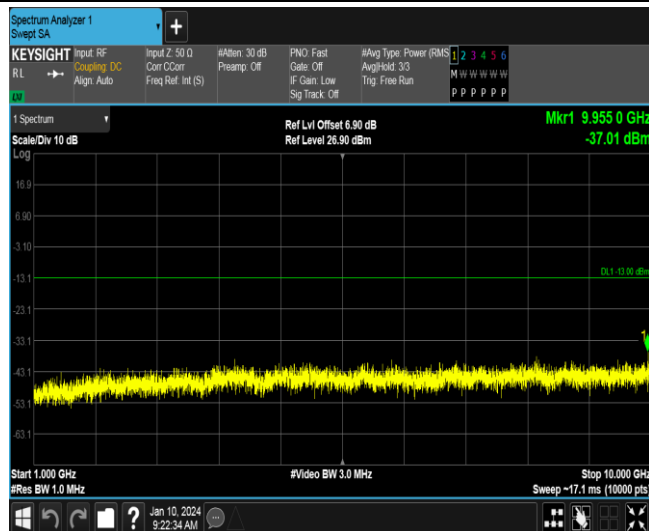 Spectrum Analyzer 1
Swept SA
+
KEYSIGHT Input: RF Input Z: 50 Ω #Atten: 30 dB PNO: Fast #Avg Type: Power (RMS 1 2 3 4 5 6
RL Coupling: DC Corr CCorr Preamp: Off Gate: Off Avg|Hold: 3/3 M W W W W W
Align: Auto Freq Ref: Int (S) IF Gain: Low Trig: Free Run
Sig Track: Off P P P P P P
1 Spectrum
Ref Lvl Offset 6.90 dB Mkr1 9.955 0 GHz
Scale/Div 10 dB Ref Level 26.90 dBm -37.01 dBm
Log
16.9
6.90
-3.10
DL1 -13.00 dBm
-13.1
-23.1
-33.1
1
-43.1
-53.1
-63.1
Start 1.000 GHz #Video BW 3.0 MHz Stop 10.000 GHz
#Res BW 1.0 MHz Sweep ~17.1 ms (10000 pts)
? Jan 10, 2024
9:22:34 AM